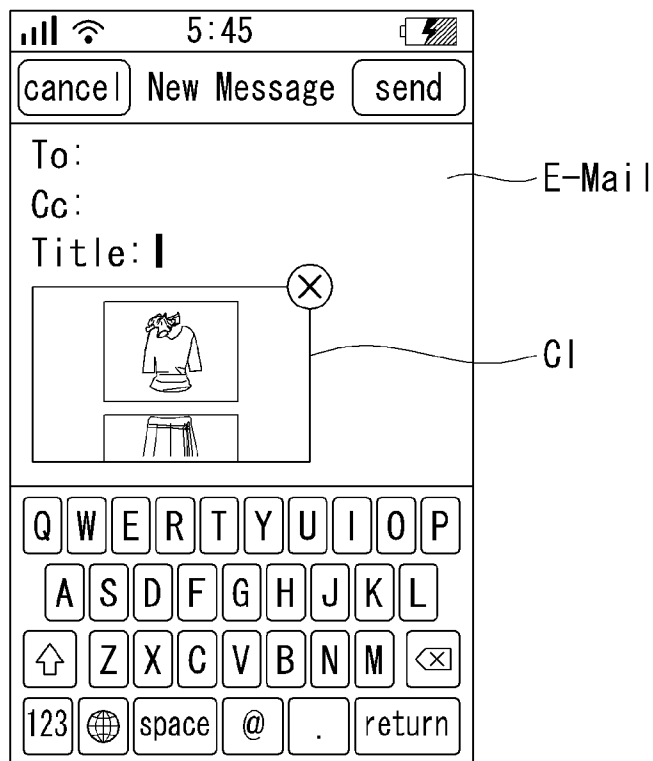 5:45
cancel New Message send
To:
Cc:
Title:
E-Mail
CI
Q W E R T Y U I O P
A S D F G H J K L
Z X C V B N M
123 space @ . return